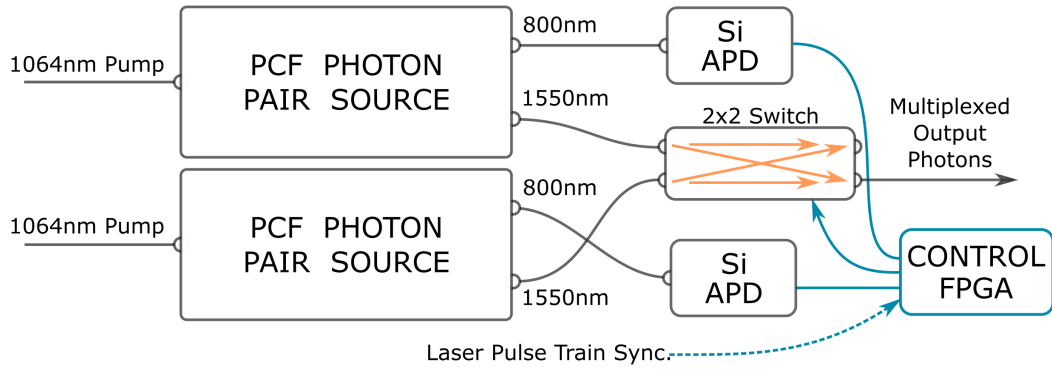 800nm
1064nm Pump
PCF PHOTON
PAIR SOURCE
1550nm
Si
APD
2x2 Switch
Multiplexed
Output
Photons
1064nm Pump
PCF PHOTON
PAIR SOURCE
800nm
1550nm
Si
APD
CONTROL
FPGA
Laser Pulse Train Sync.